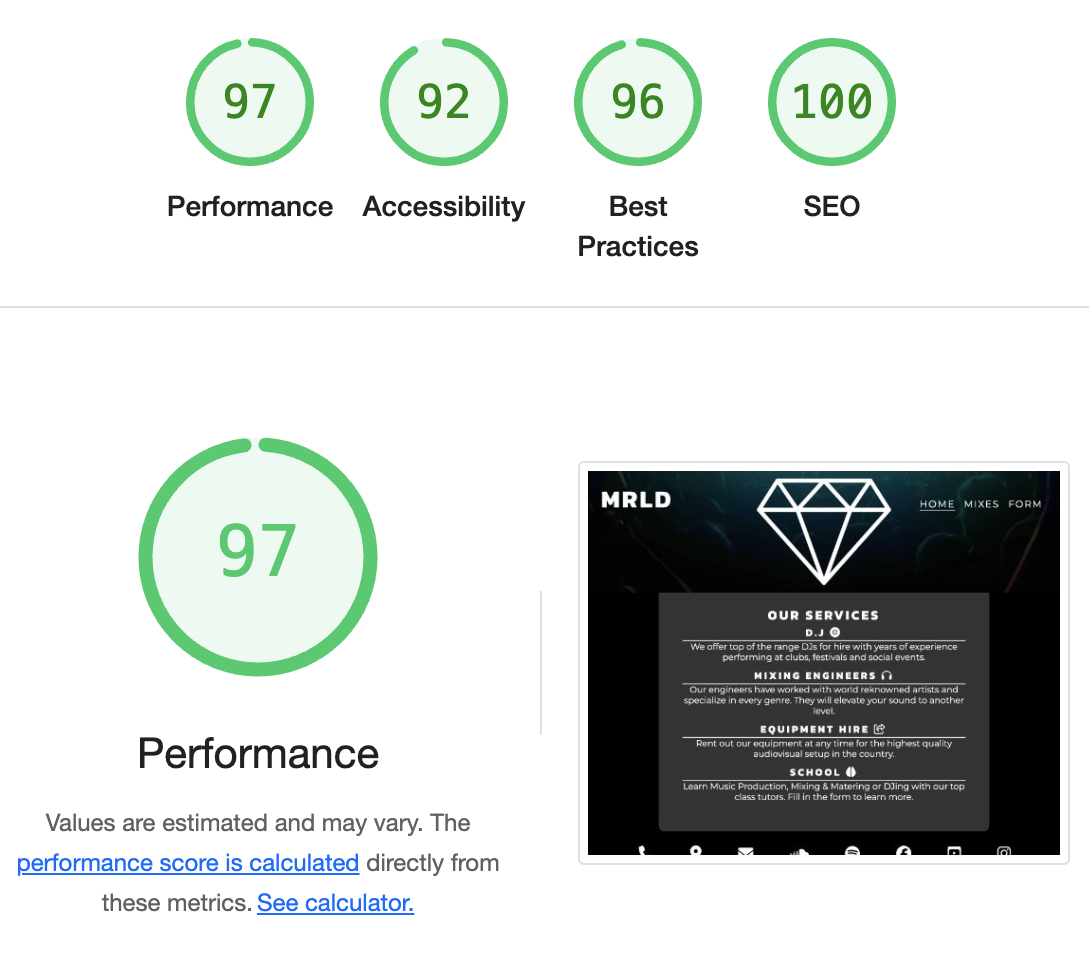 97
92
96
100
Performance
Accessibility
Best
Practices
SEO
97
Performance
Values are estimated and may vary. The
performance score is calculated directly from
these metrics. See calculator.
MRLD
HOME MIXES FORM
OUR SERVICES
D.J
We offer top of the range DJs for hire with years of experience
performing at clubs, festivals and social events.
MIXING ENGINEERS
Our engineers have worked with world reknowned artists and
specialize in every genre. They will elevate your sound to another
level.
EQUIPMENT HIRE
Rent out our equipment at any time for the highest quality
audiovisual setup in the country.
SCHOOL
Learn Music Production, Mixing & Matering or DJing with our top
class tutors. Fill in the form to learn more.